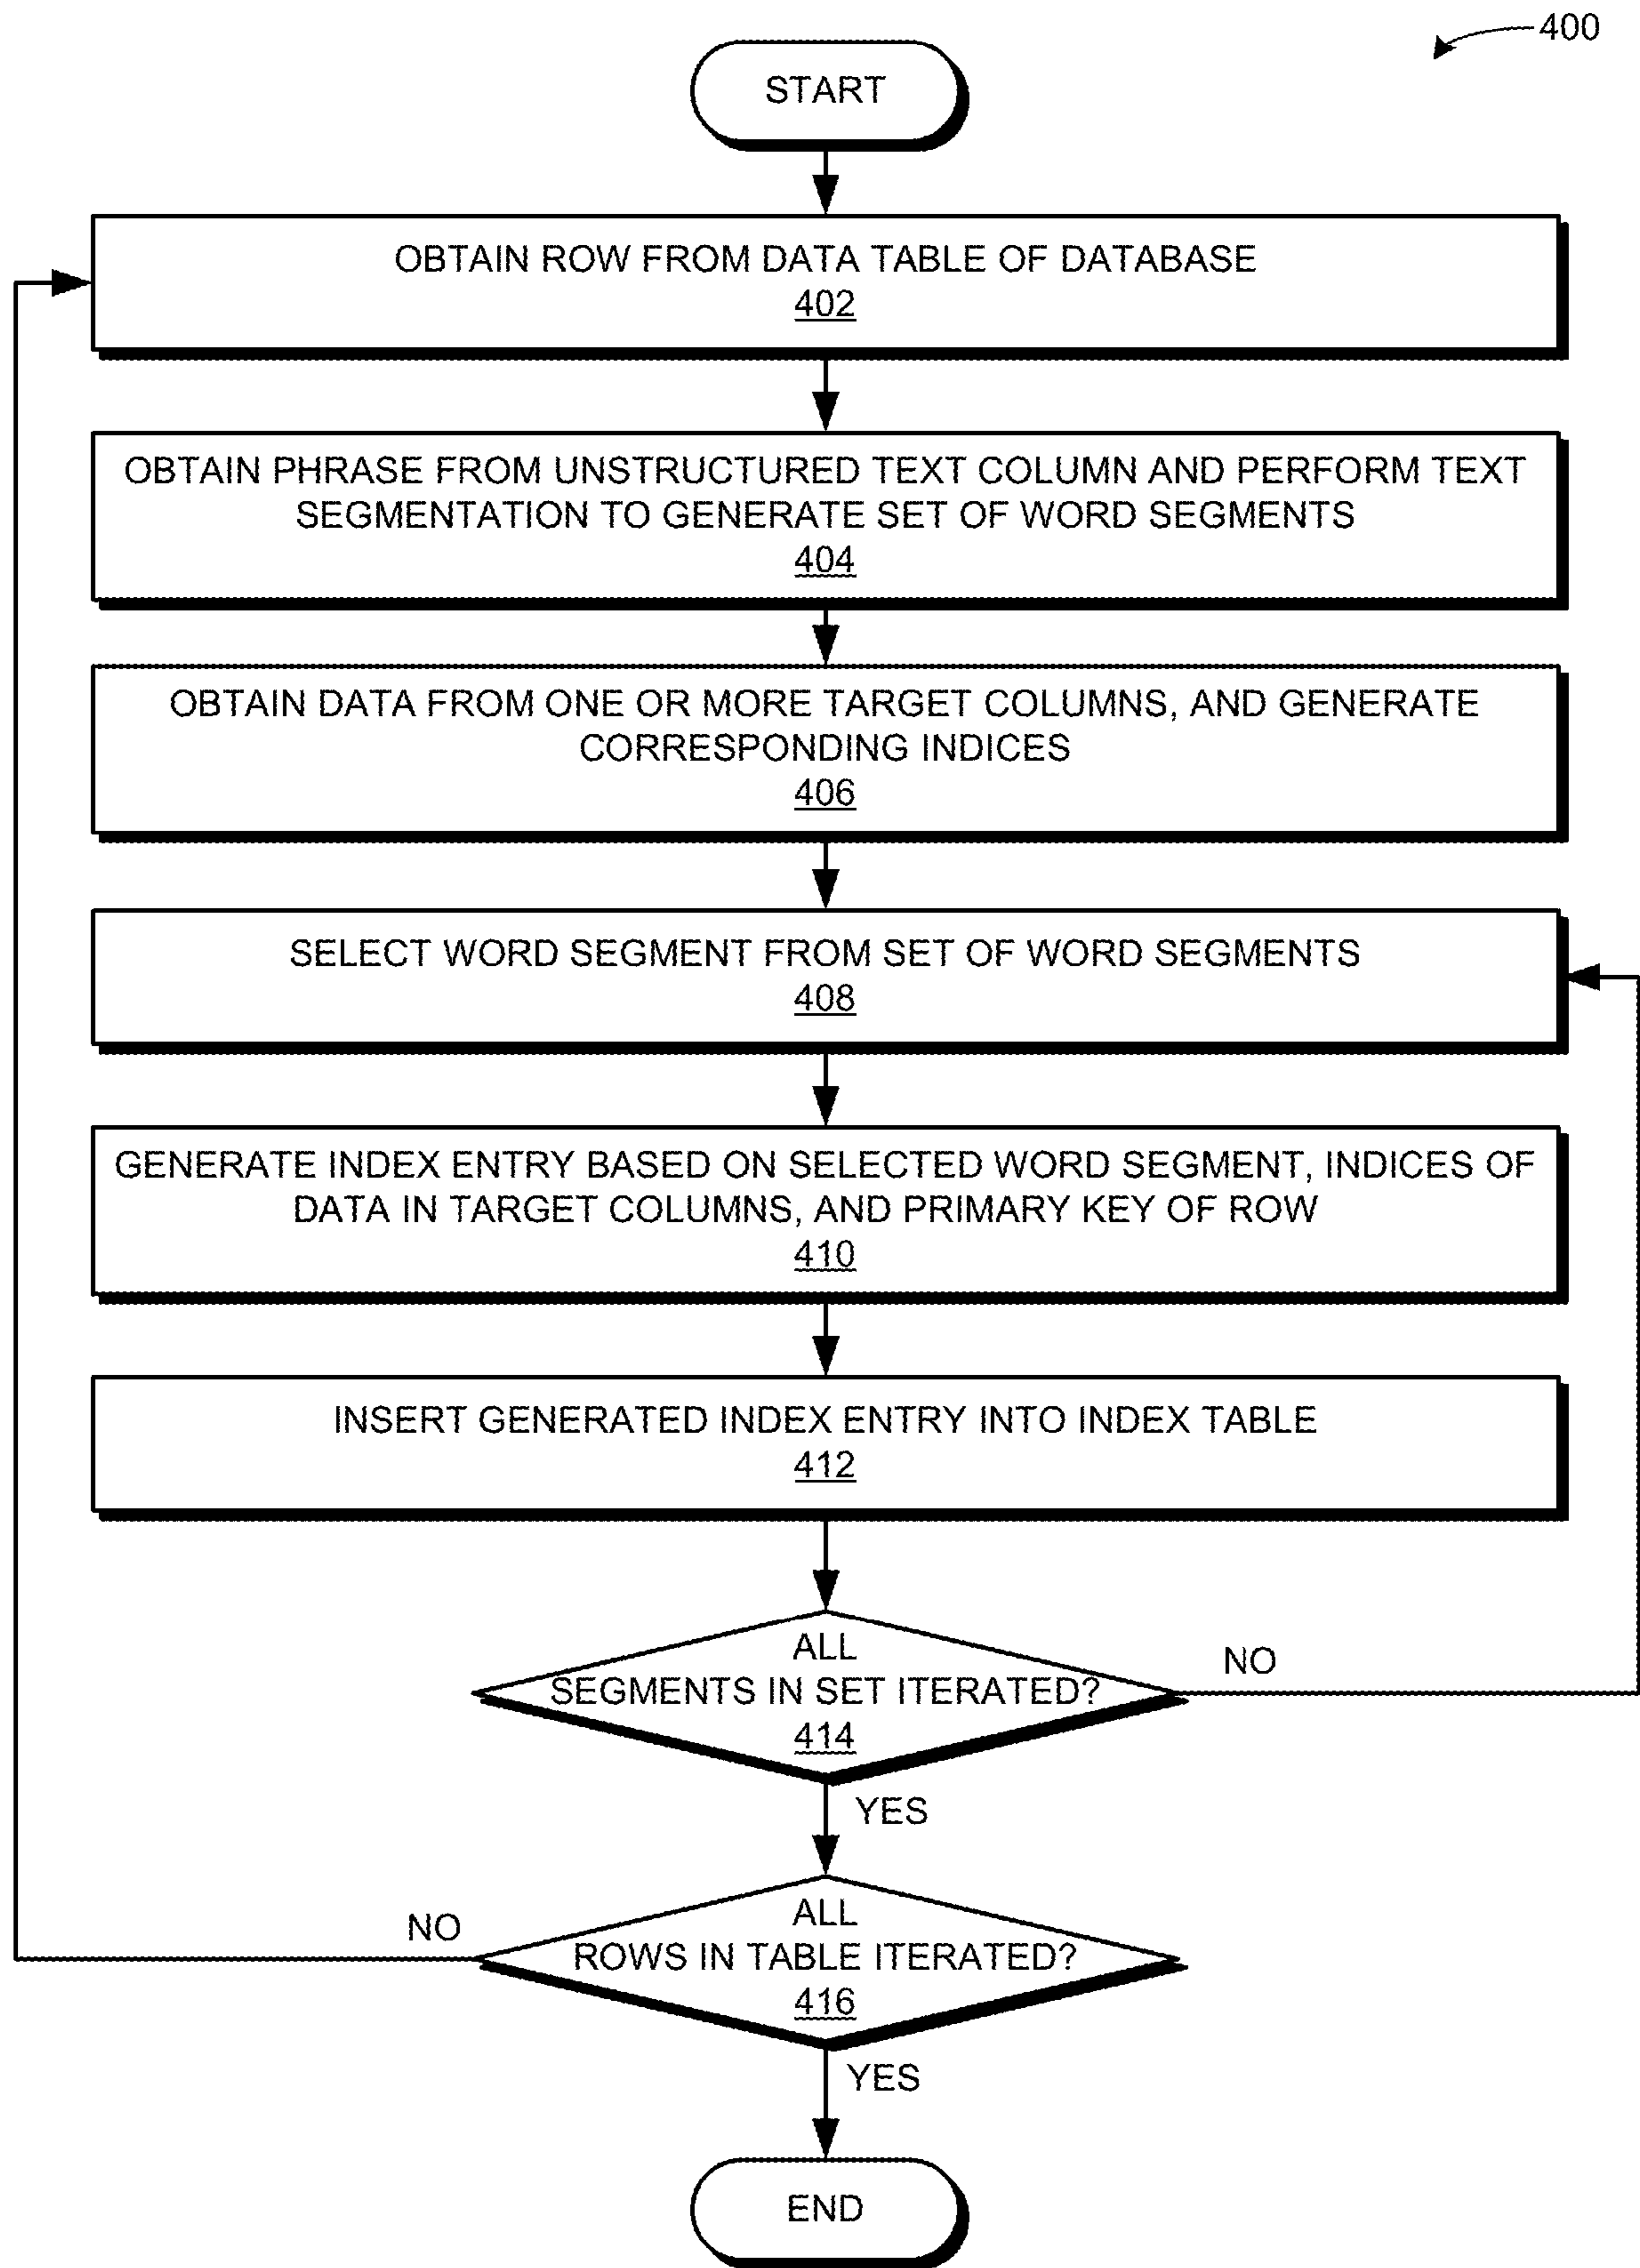 400
START
OBTAIN ROW FROM DATA TABLE OF DATABASE
402
OBTAIN PHRASE FROM UNSTRUCTURED TEXT COLUMN AND PERFORM TEXT
SEGMENTATION TO GENERATE SET OF WORD SEGMENTS
404
OBTAIN DATA FROM ONE OR MORE TARGET COLUMNS, AND GENERATE
CORRESPONDING INDICES
406
SELECT WORD SEGMENT FROM SET OF WORD SEGMENTS
408
GENERATE INDEX ENTRY BASED ON SELECTED WORD SEGMENT, INDICES OF
DATA IN TARGET COLUMNS, AND PRIMARY KEY OF ROW
410
INSERT GENERATED INDEX ENTRY INTO INDEX TABLE
412
ALL
SEGMENTS IN SET ITERATED?
414
NO
YES
ALL
ROWS IN TABLE ITERATED?
416
NO
YES
END